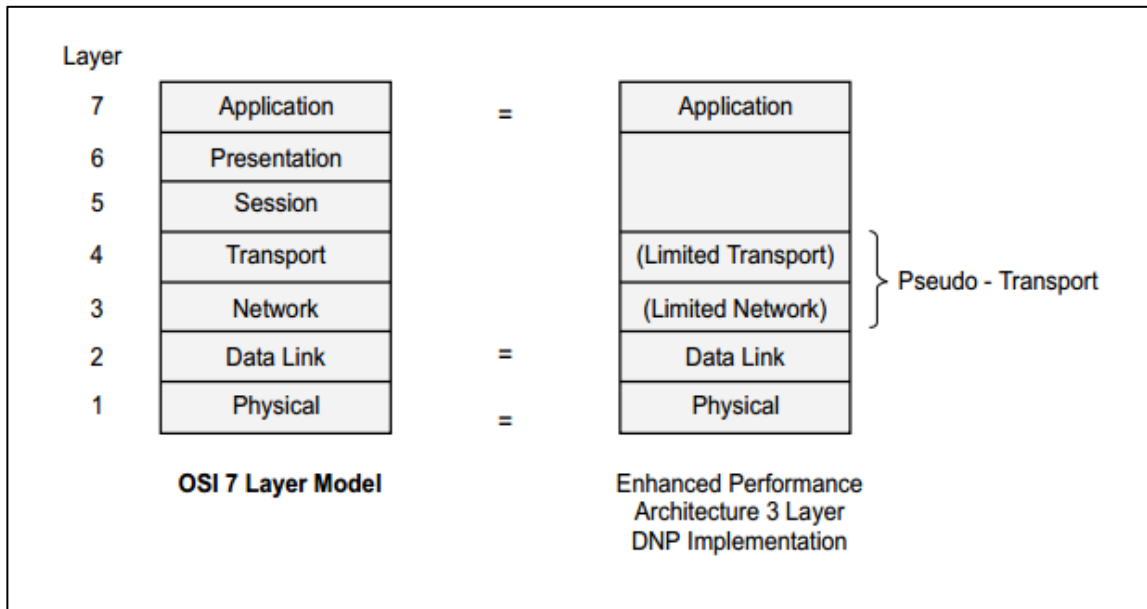 Layer
7 Application = Application
6 Presentation
5 Session
4 Transport (Limited Transport)
Pseudo - Transport
3 Network (Limited Network)
2 Data Link = Data Link
1 Physical = Physical
OSI 7 Layer Model
Enhanced Performance
Architecture 3 Layer
DNP Implementation